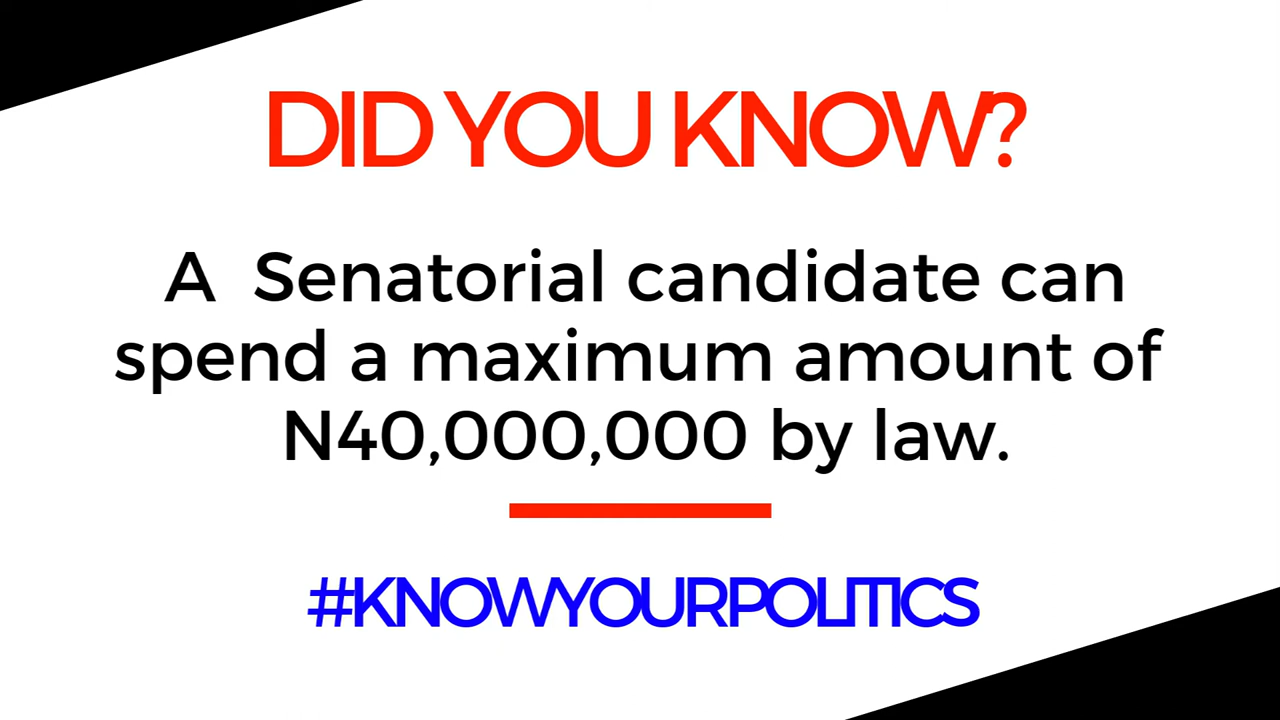 DID YOU KNOW?
A Senatorial candidate can
spend a maximum amount of
N40,000,000 by law.
#KNOWYOURPOLITICS